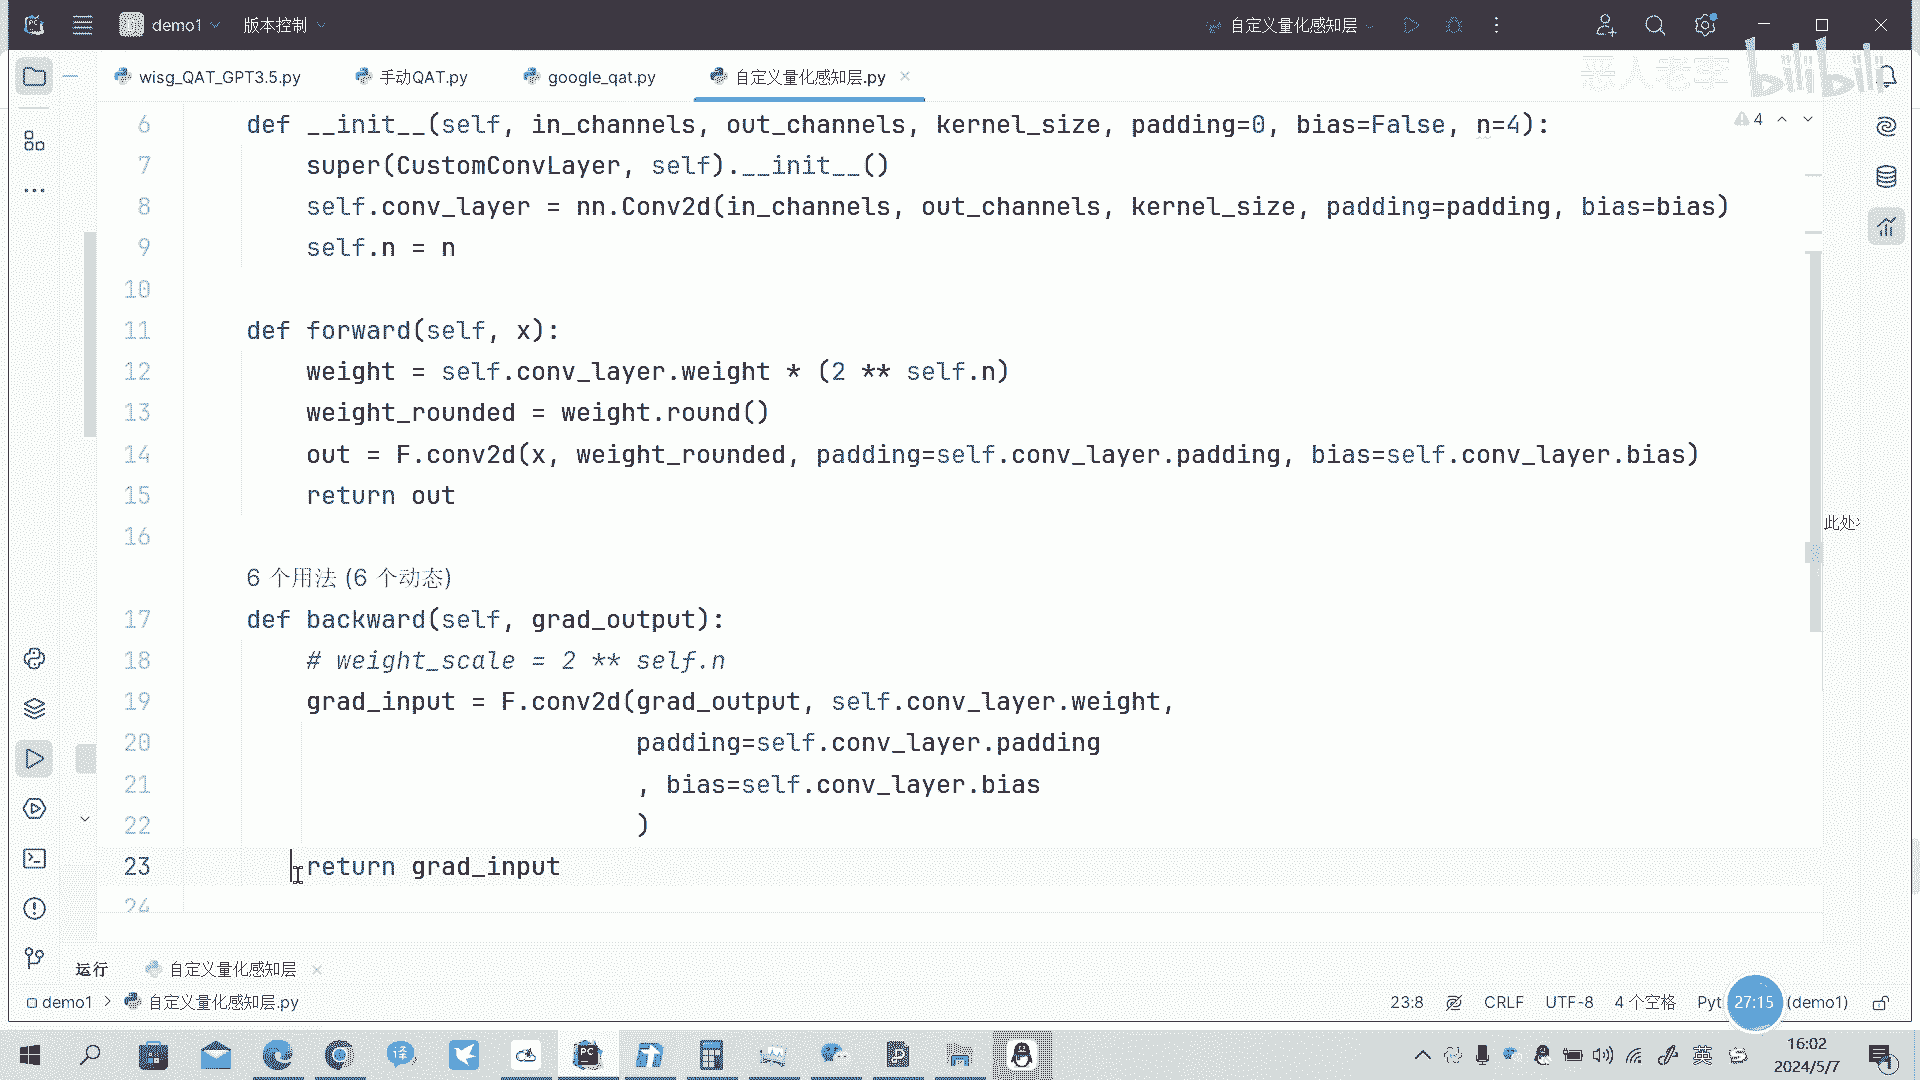 demo1
版本控制
自定义量化感知层
wisg_QAT_GPT3.5.py
手动QAT.py
google_qat.py
自定义量化感知层.py
恶人老李 bilibili
4
6 def __init__(self, in_channels, out_channels, kernel_size, padding=0, bias=False, n=4):
7 super(CustomConvLayer, self).__init__()
8 self.conv_layer = nn.Conv2d(in_channels, out_channels, kernel_size, padding=padding, bias=bias)
9 self.n = n
10
11 def forward(self, x):
12 weight = self.conv_layer.weight * (2 ** self.n)
13 weight_rounded = weight.round()
14 out = F.conv2d(x, weight_rounded, padding=self.conv_layer.padding, bias=self.conv_layer.bias)
15 return out
16
此处
6 个用法 (6 个动态)
17 def backward(self, grad_output):
18 # weight_scale = 2 ** self.n
19 grad_input = F.conv2d(grad_output, self.conv_layer.weight,
20 padding=self.conv_layer.padding
21 , bias=self.conv_layer.bias
22 )
23 return grad_input
24
运行
自定义量化感知层
demo1 > 自定义量化感知层.py
23:8 CRLF UTF-8 4 个空格 Pyt 27:15 (demo1)
英
16:02
2024/5/7